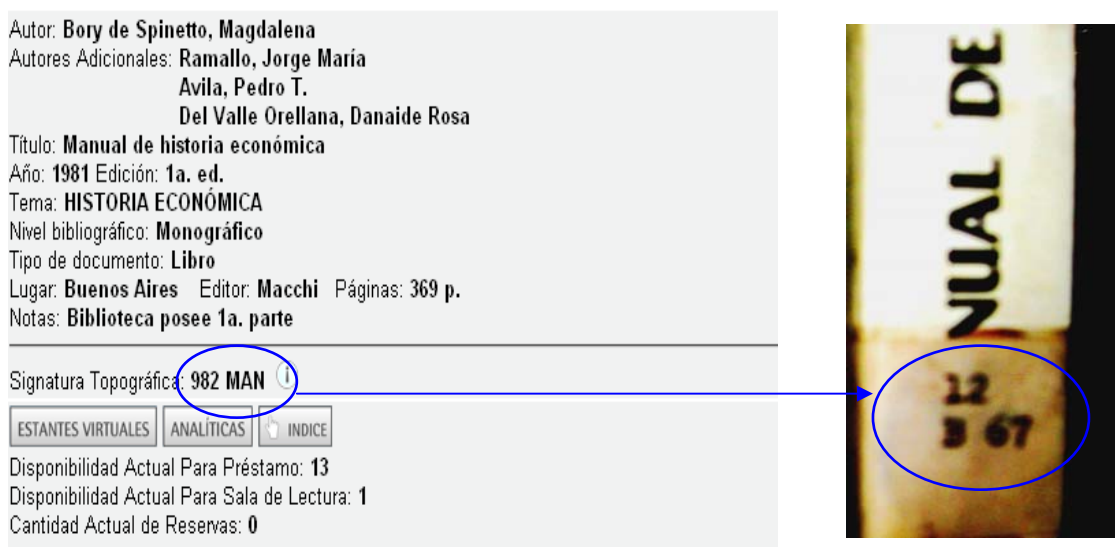 Autor: Bory de Spinetto, Magdalena
Autores Adicionales: Ramallo, Jorge María
Avila, Pedro T.
Del Valle Orellana, Danaide Rosa
Título: Manual de historia económica
Año: 1981 Edición: 1a. ed.
Tema: HISTORIA ECONÓMICA
Nivel bibliográfico: Monográfico
Tipo de documento: Libro
Lugar: Buenos Aires Editor: Macchi Páginas: 369 p.
Notas: Biblioteca posee 1a. parte
Signatura Topográfica: 982 MAN i
ESTANTES VIRTUALES ANALÍTICAS INDICE
Disponibilidad Actual Para Préstamo: 13
Disponibilidad Actual Para Sala de Lectura: 1
Cantidad Actual de Reservas: 0
NUAL DE
12
67